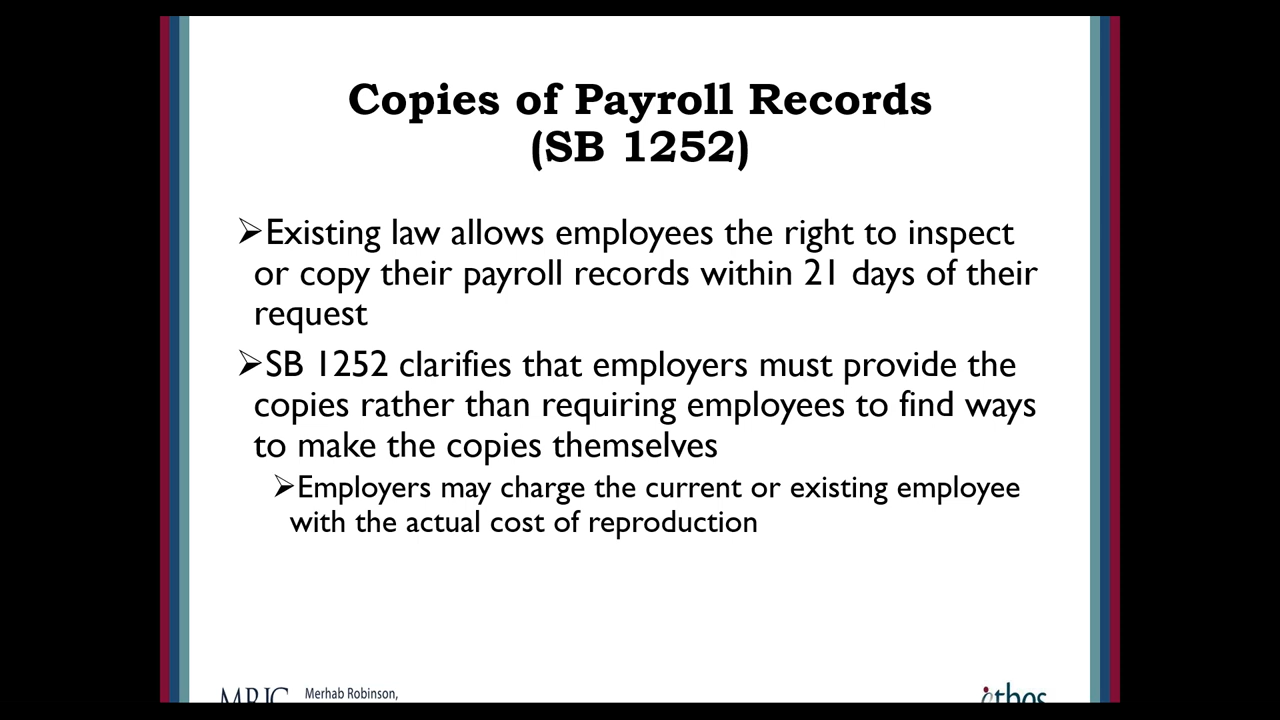 Copies of Payroll Records
(SB 1252)
➢Existing law allows employees the right to inspect
or copy their payroll records within 21 days of their
request
➢SB 1252 clarifies that employers must provide the
copies rather than requiring employees to find ways
to make the copies themselves
➢Employers may charge the current or existing employee
with the actual cost of reproduction
MRJC Merhab Robinson,
ethos